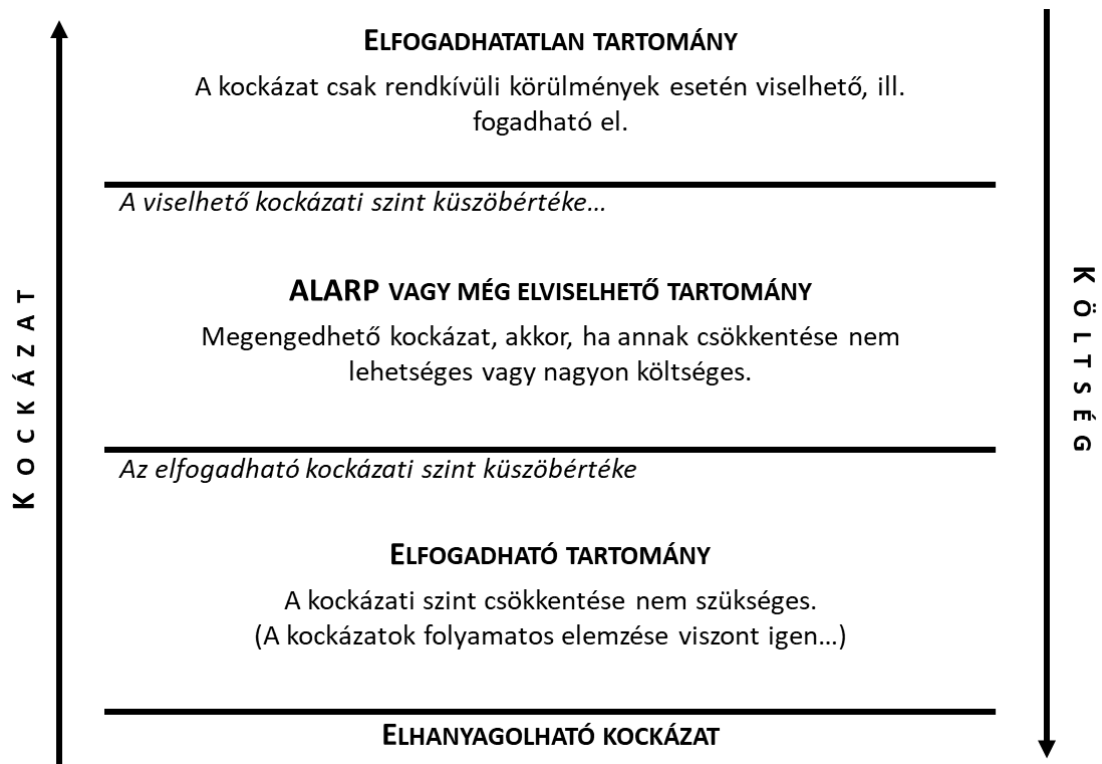 ELFOGADHATATLAN TARTOMÁNY
A kockázat csak rendkívüli körülmények esetén viselhető, ill.
fogadható el.
A viselhető kockázati szint küszöbértéke...
ALARP VAGY MÉG ELVISELHETŐ TARTOMÁNY
Megengedhető kockázat, akkor, ha annak csökkentése nem
lehetséges vagy nagyon költséges.
Az elfogadható kockázati szint küszöbértéke
ELFOGADHATÓ TARTOMÁNY
A kockázati szint csökkentése nem szükséges.
(A kockázatok folyamatos elemzése viszont igen...)
ELHANYAGOLHATÓ KOCKÁZAT
KOCKÁZAT
KÖLTSÉG